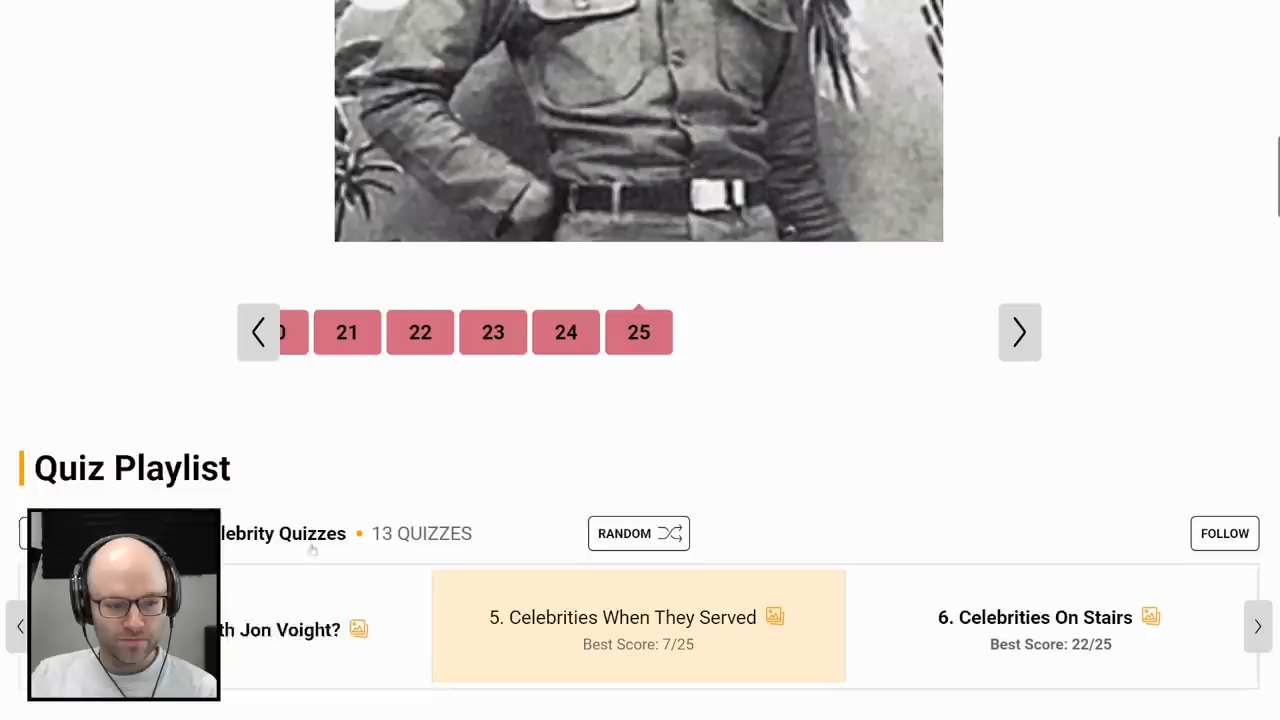 21 22 23 24 25
Quiz Playlist
lebrity Quizzes • 13 QUIZZES
RANDOM
FOLLOW
th Jon Voight?
5. Celebrities When They Served
Best Score: 7/25
6. Celebrities On Stairs
Best Score: 22/25